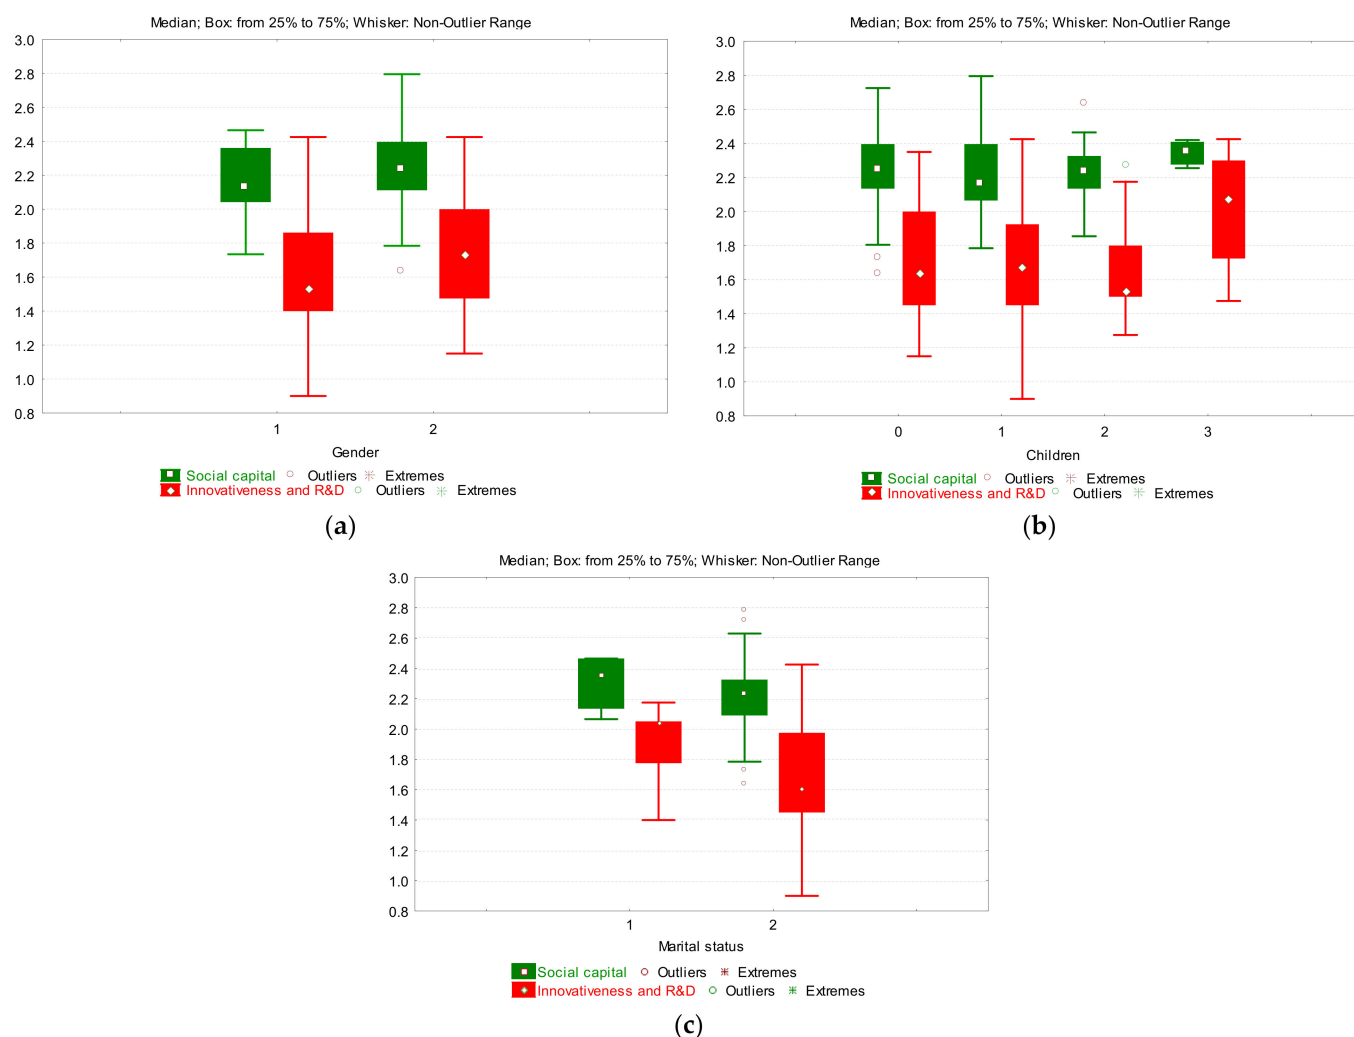 Median; Box: from 25% to 75%; Whisker: Non-Outlier Range
3.0
2.8
2.6
2.4
2.2
2.0
1.8
1.6
1.4
1.2
1.0
0.8
1 2
Gender
Social capital Outliers Extremes
Innovativeness and R&D Outliers Extremes
(a)
Median; Box: from 25% to 75%; Whisker: Non-Outlier Range
3.0
2.8
2.6
2.4
2.2
2.0
1.8
1.6
1.4
1.2
1.0
0.8
0 1 2 3
Children
Social capital Outliers Extremes
Innovativeness and R&D Outliers Extremes
(b)
Median; Box: from 25% to 75%; Whisker: Non-Outlier Range
3.0
2.8
2.6
2.4
2.2
2.0
1.8
1.6
1.4
1.2
1.0
0.8
1 2
Marital status
Social capital Outliers Extremes
Innovativeness and R&D Outliers Extremes
(c)